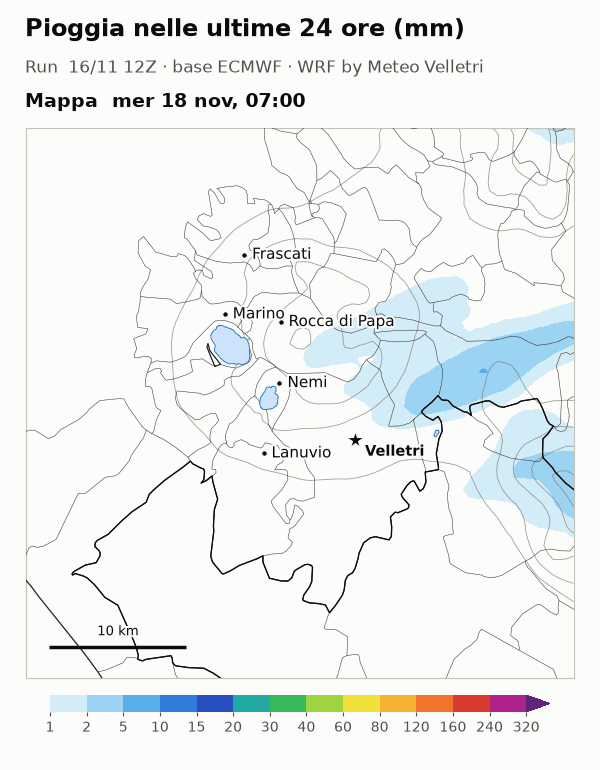 Pioggia nelle ultime 24 ore (mm)
Run  16/11 12Z · base ECMWF · WRF by Meteo Velletri
Mappa  mer 18 nov, 07:00
Frascati
Marino
Rocca di Papa
Nemi
Velletri
Lanuvio
10 km
1 2 5 10 15 20 30 40 60 80 120 160 240 320